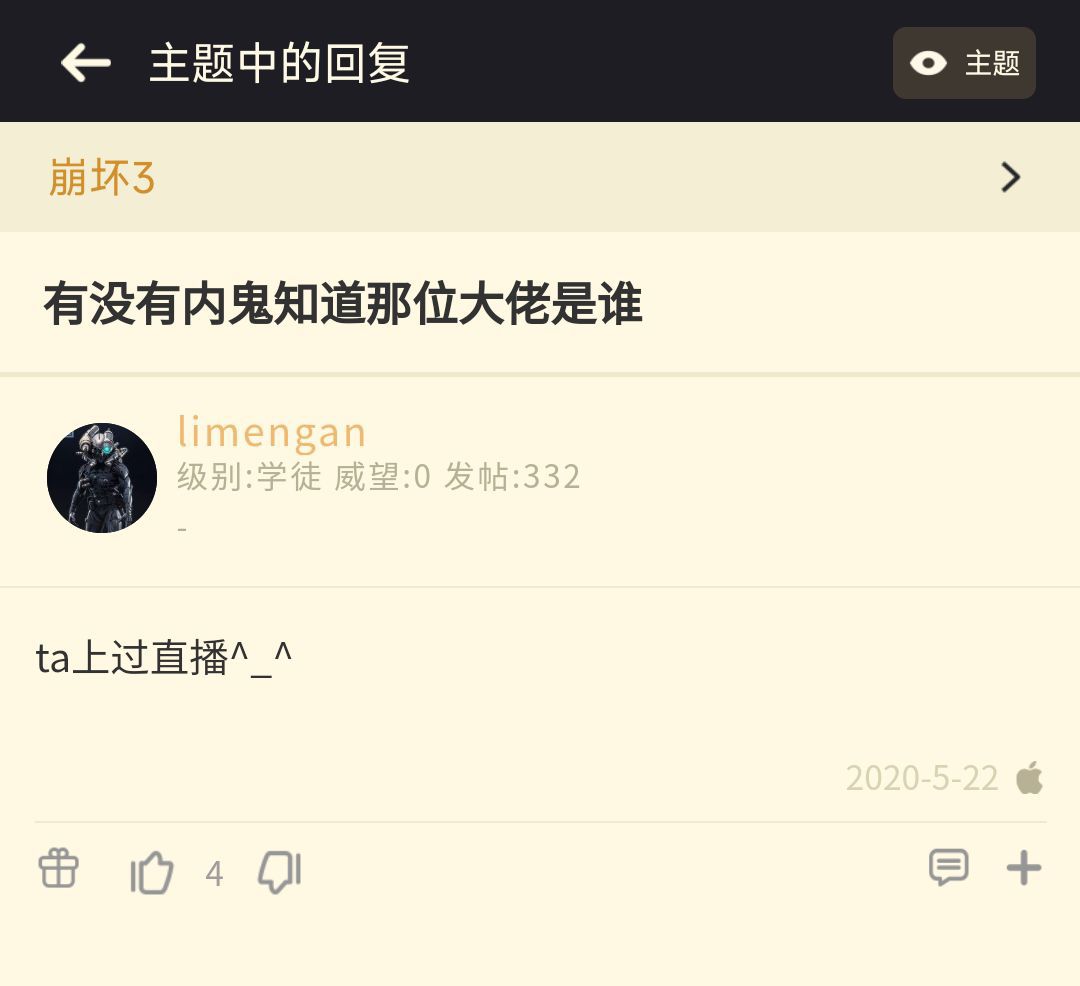 主题中的回复
主题
崩坏3
有没有内鬼知道那位大佬是谁
limengan
级别:学徒 威望:0 发帖:332
-
ta上过直播^_^
2020-5-22
4